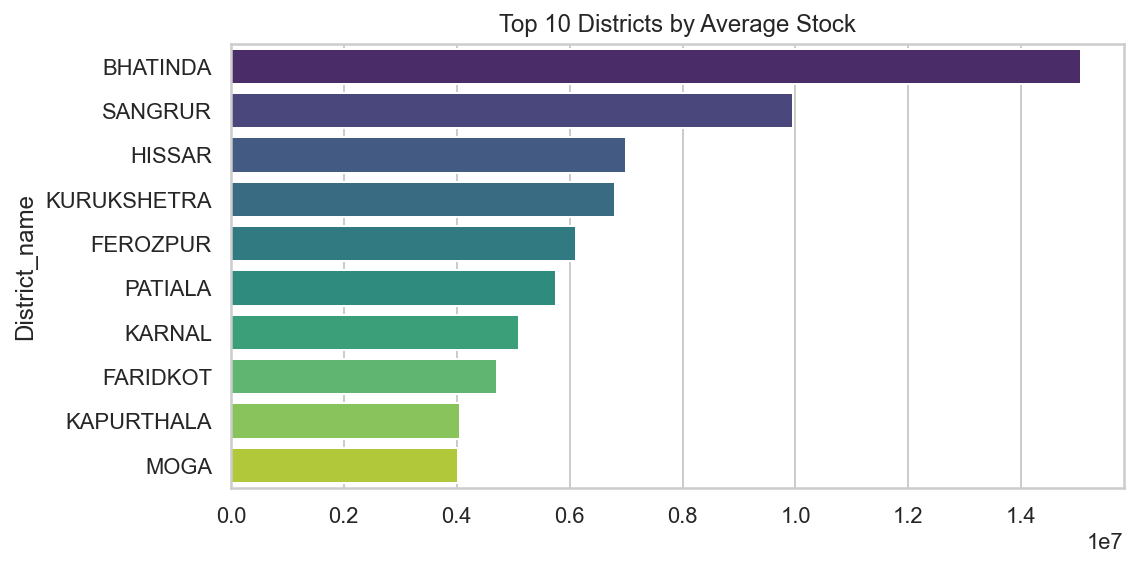 Top 10 Districts by Average Stock
District_name
BHATINDA
SANGRUR
HISSAR
KURUKSHETRA
FEROZPUR
PATIALA
KARNAL
FARIDKOT
KAPURTHALA
MOGA
0.0 0.2 0.4 0.6 0.8 1.0 1.2 1.4
1e7